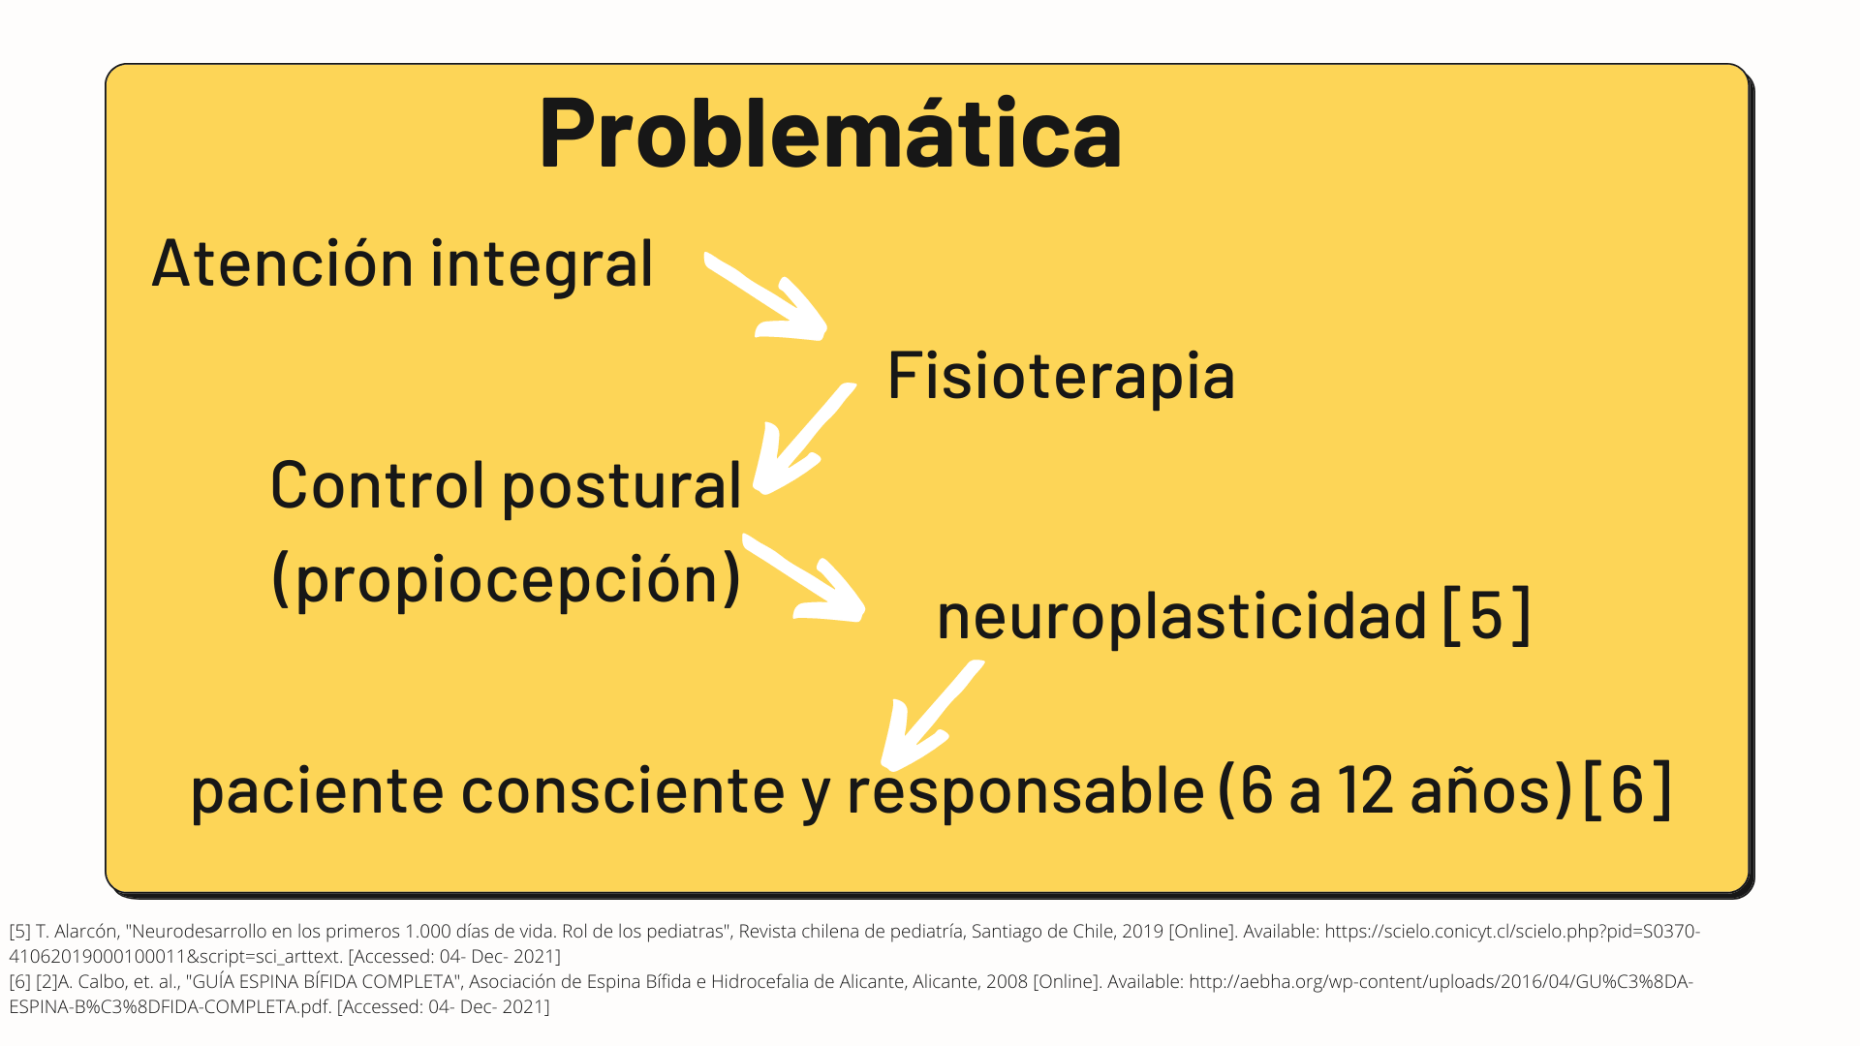 Problemática
Atención integral
Fisioterapia
Control postural
(propiocepción)
neuroplasticidad [5]
paciente consciente y responsable (6 a 12 años) [6]
[5] T. Alarcón, "Neurodesarrollo en los primeros 1.000 días de vida. Rol de los pediatras", Revista chilena de pediatría, Santiago de Chile, 2019 [Online]. Available: https://scielo.conicyt.cl/scielo.php?pid=S0370-
41062019000100011&script=sci_arttext. [Accessed: 04- Dec- 2021]
[6] [2]A. Calbo, et. al., "GUÍA ESPINA BÍFIDA COMPLETA", Asociación de Espina Bífida e Hidrocefalia de Alicante, Alicante, 2008 [Online]. Available: http://aebha.org/wp-content/uploads/2016/04/GU%C3%8DA-
ESPINA-B%C3%8DFIDA-COMPLETA.pdf. [Accessed: 04- Dec- 2021]